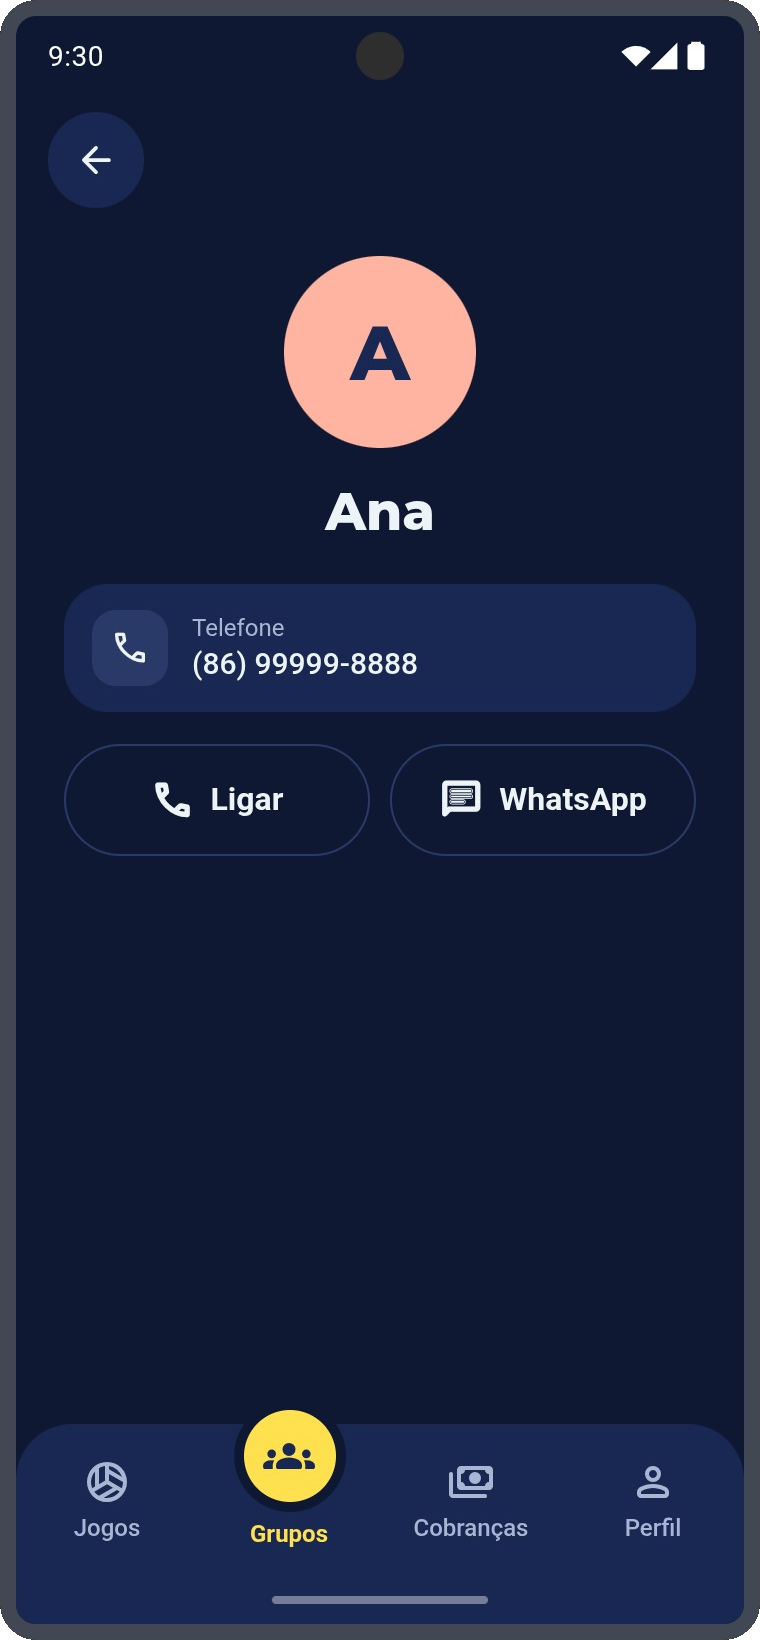 9:30
A
Ana
Telefone
(86) 99999-8888
Ligar
WhatsApp
Jogos
Grupos
Cobranças
Perfil